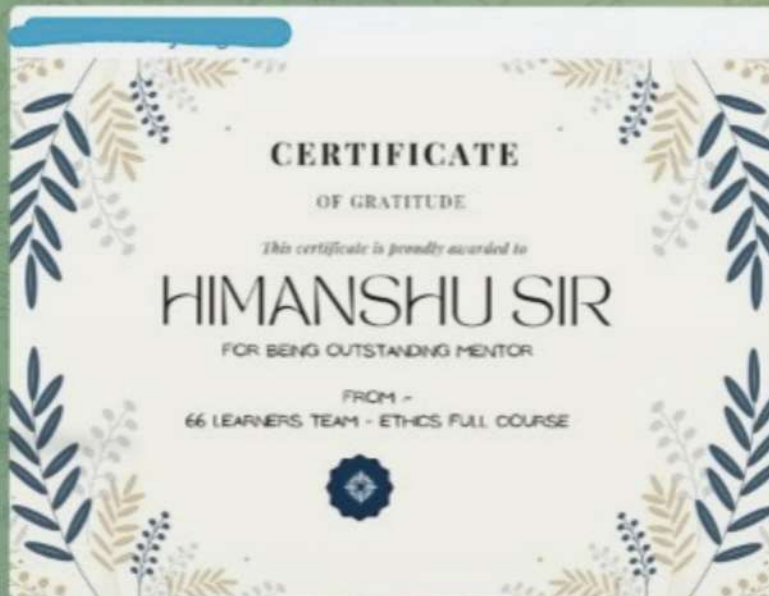 CERTIFICATE
OF GRATITUDE
This certificate is proudly awarded to
HIMANSHU SIR
FOR BEING OUTSTANDING MENTOR
FROM -
66 LEARNERS TEAM - ETHICS FULL COURSE